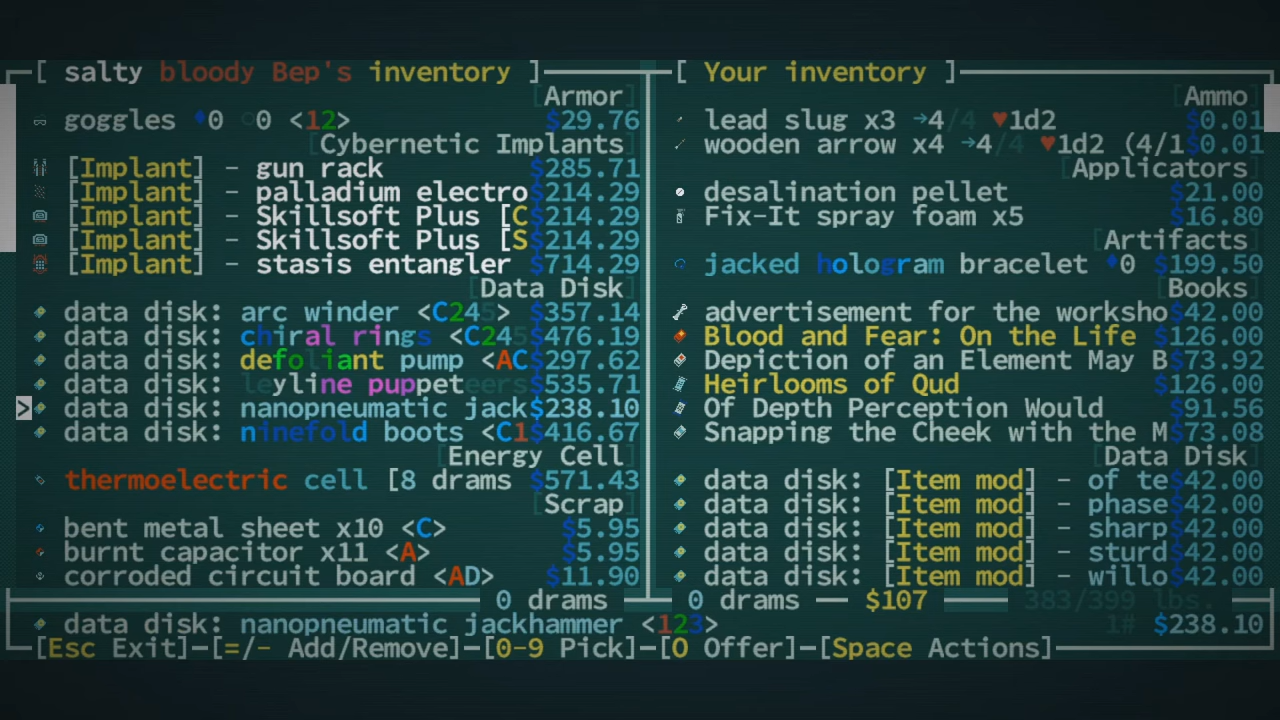 [ salty bloody Bep's inventory ]
[Armor]
goggles ♦0 ○0 <12> $29.76
[Cybernetic Implants]
[Implant] - gun rack $285.71
[Implant] - palladium electro $214.29
[Implant] - Skillsoft Plus [C $214.29
[Implant] - Skillsoft Plus [S $214.29
[Implant] - stasis entangler $714.29
[Data Disk]
data disk: arc winder <C245> $357.14
data disk: chiral rings <C245 $476.19
data disk: defoliant pump <AC $297.62
data disk: leyline puppeteers $535.71
> data disk: nanopneumatic jack $238.10
data disk: ninefold boots <C1 $416.67
[Energy Cell]
thermoelectric cell [8 drams $571.43
[Scrap]
bent metal sheet x10 <C> $5.95
burnt capacitor x11 <A> $5.95
corroded circuit board <AD> $11.90
[ Your inventory ]
[Ammo]
lead slug x3 →4/4 ♥1d2 $0.01
wooden arrow x4 →4/4 ♥1d2 (4/1 $0.01
[Applicators]
desalination pellet $21.00
Fix-It spray foam x5 $16.80
[Artifacts]
jacked hologram bracelet ♦0 $199.50
[Books]
advertisement for the worksho $42.00
Blood and Fear: On the Life $126.00
Depiction of an Element May B $73.92
Heirlooms of Qud $126.00
Of Depth Perception Would $91.56
Snapping the Cheek with the M $73.08
[Data Disk]
data disk: [Item mod] - of te $42.00
data disk: [Item mod] - phase $42.00
data disk: [Item mod] - sharp $42.00
data disk: [Item mod] - sturd $42.00
data disk: [Item mod] - willo $42.00
0 drams 0 drams — $107 383/399 lbs.
data disk: nanopneumatic jackhammer <123> 1# $238.10
[Esc Exit]—[=/- Add/Remove]—[0-9 Pick]—[O Offer]—[Space Actions]